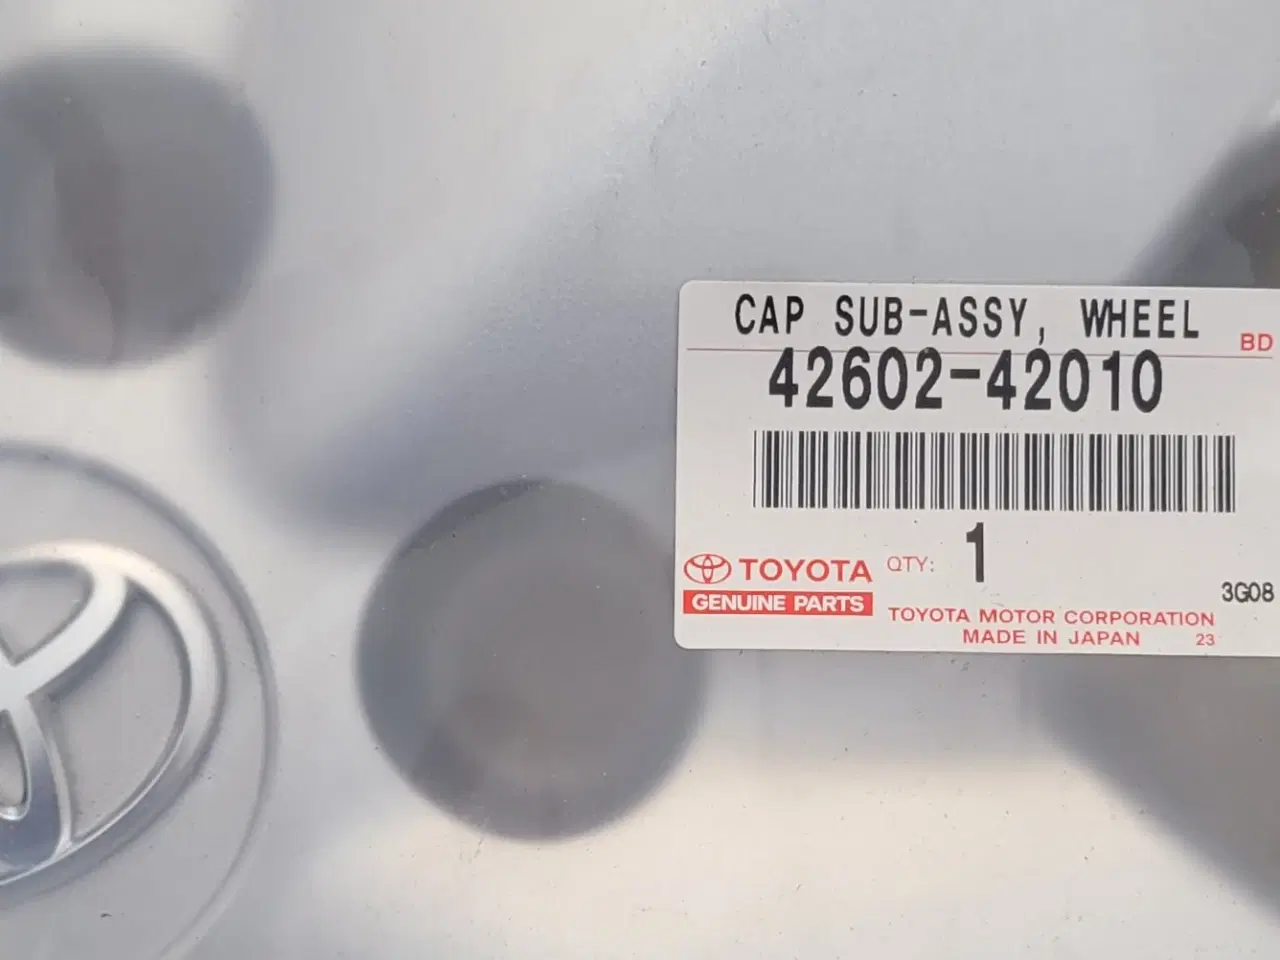 CAP SUB-ASSY, WHEEL
BD
42602-42010
QTY: 1
TOYOTA
GENUINE PARTS
3G08
TOYOTA MOTOR CORPORATION
MADE IN JAPAN 23